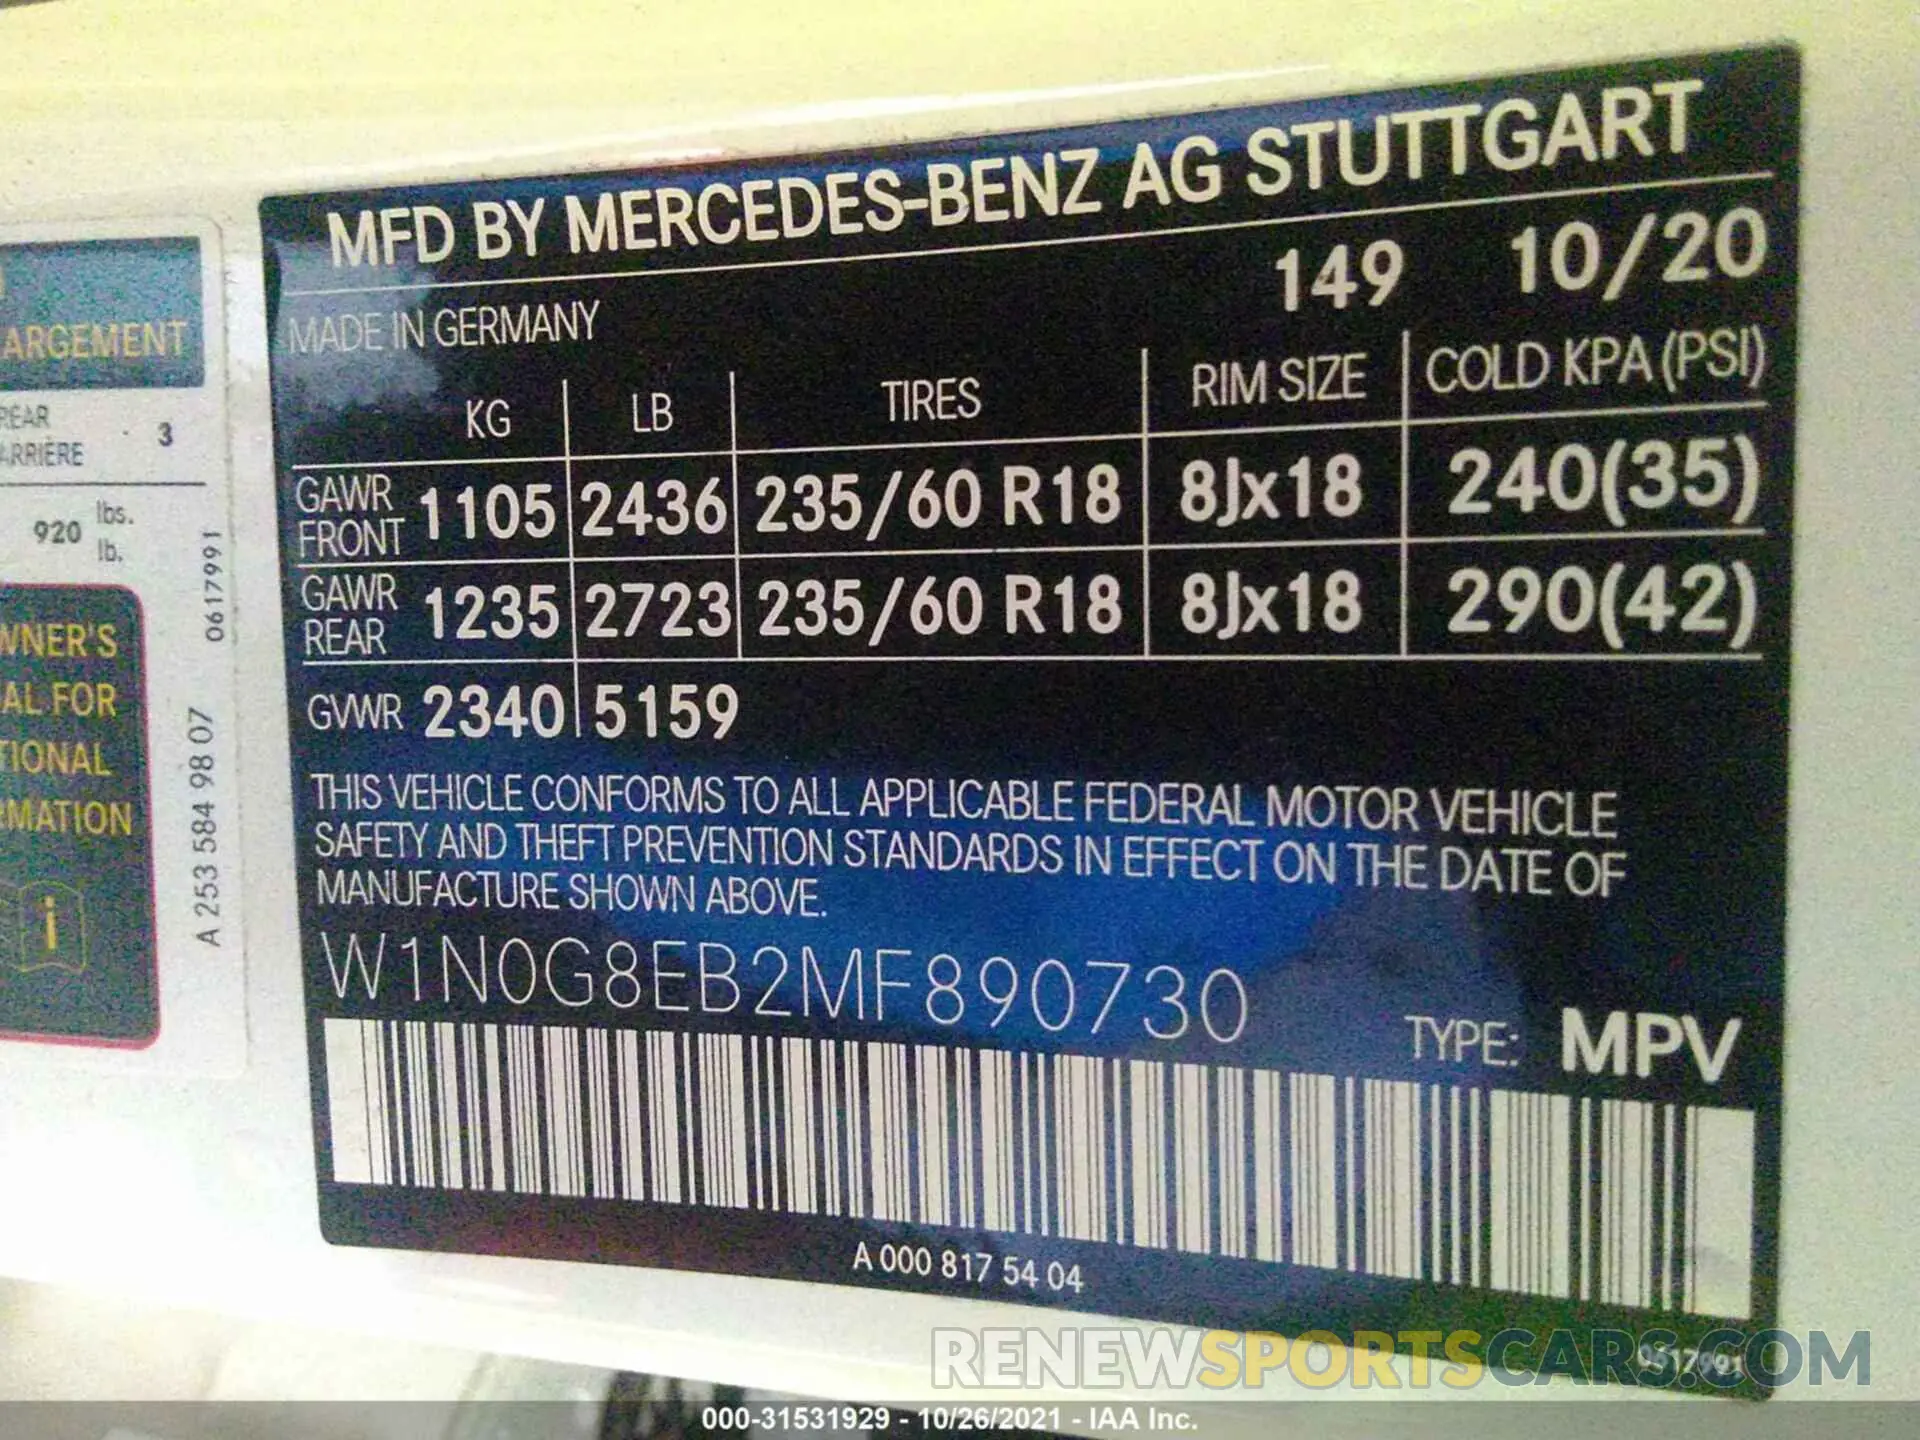 MFD BY MERCEDES-BENZ AG STUTTGART
MADE IN GERMANY 149 10/20
KG LB TIRES RIM SIZE COLD KPA (PSI)
GAWR FRONT 1105 2436 235/60 R18 8Jx18 240(35)
GAWR REAR 1235 2723 235/60 R18 8Jx18 290(42)
GVWR 2340 5159
THIS VEHICLE CONFORMS TO ALL APPLICABLE FEDERAL MOTOR VEHICLE
SAFETY AND THEFT PREVENTION STANDARDS IN EFFECT ON THE DATE OF
MANUFACTURE SHOWN ABOVE.
W1N0G8EB2MF890730
TYPE: MPV
A 000 817 54 04
0617991
ARGEMENT
REAR
ARRIÈRE 3
920 lbs.
lb.
WNER'S
AL FOR
TIONAL
RMATION
i
0617991
A 253 584 98 07
RENEWSPORTSCARS.COM
000-31531929 - 10/26/2021 - IAA Inc.